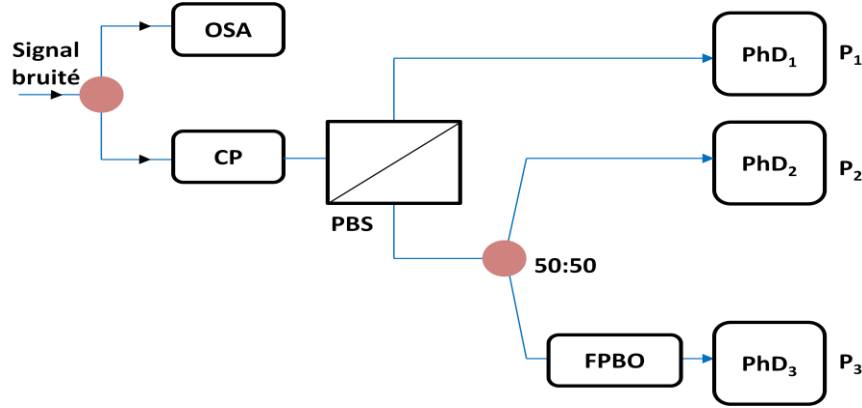 OSA
Signal
bruité
PhD₁ P₁
CP
PhD₂ P₂
PBS
50:50
FPBO
PhD₃ P₃